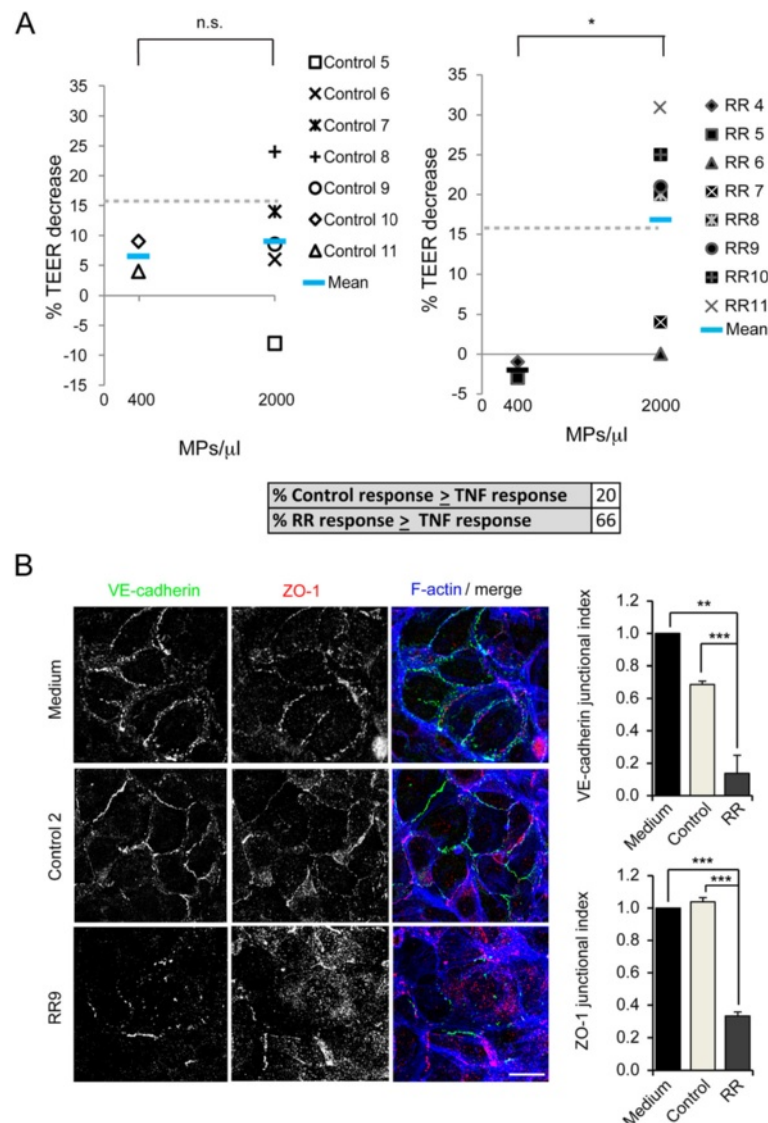 A
n.s.
% TEER decrease
35
30
25
20
15
10
5
0
-5
-10
-15
0 400 2000
MPs/μl
Control 5
Control 6
Control 7
Control 8
Control 9
Control 10
Control 11
Mean
*
% TEER decrease
35
30
25
20
15
10
5
0
-5
0 400 2000
MPs/μl
RR 4
RR 5
RR 6
RR 7
RR8
RR9
RR10
RR11
Mean
% Control response ≥ TNF response 20
% RR response ≥ TNF response 66
B
VE-cadherin ZO-1 F-actin / merge
Medium
Control 2
RR9
VE-cadherin junctional index
1.2
1.0
0.8
0.6
0.4
0.2
0.0
**
***
Medium Control RR
ZO-1 junctional index
1.2
1.0
0.8
0.6
0.4
0.2
0.0
***
***
Medium Control RR